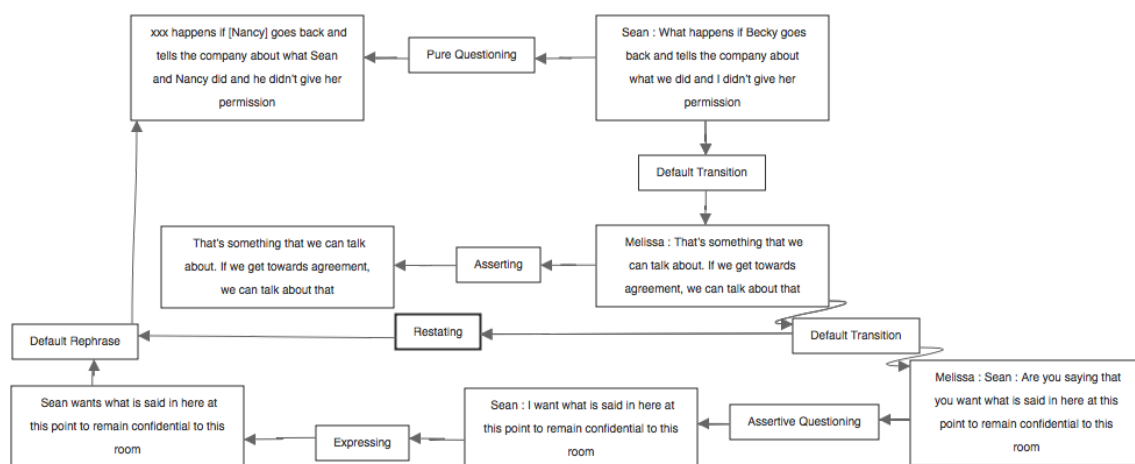 xxx happens if [Nancy] goes back and
tells the company about what Sean
and Nancy did and he didn't give her
permission
Pure Questioning
Sean : What happens if Becky goes
back and tells the company about
what we did and I didn't give her
permission
Default Transition
That's something that we can talk
about. If we get towards agreement,
we can talk about that
Asserting
Melissa : That's something that we
can talk about. If we get towards
agreement, we can talk about that
Default Rephrase
Restating
Default Transition
Sean wants what is said in here at
this point to remain confidential to this
room
Expressing
Sean : I want what is said in here at
this point to remain confidential to this
room
Assertive Questioning
Melissa : Sean : Are you saying that
you want what is said in here at this
point to remain confidential to this
room